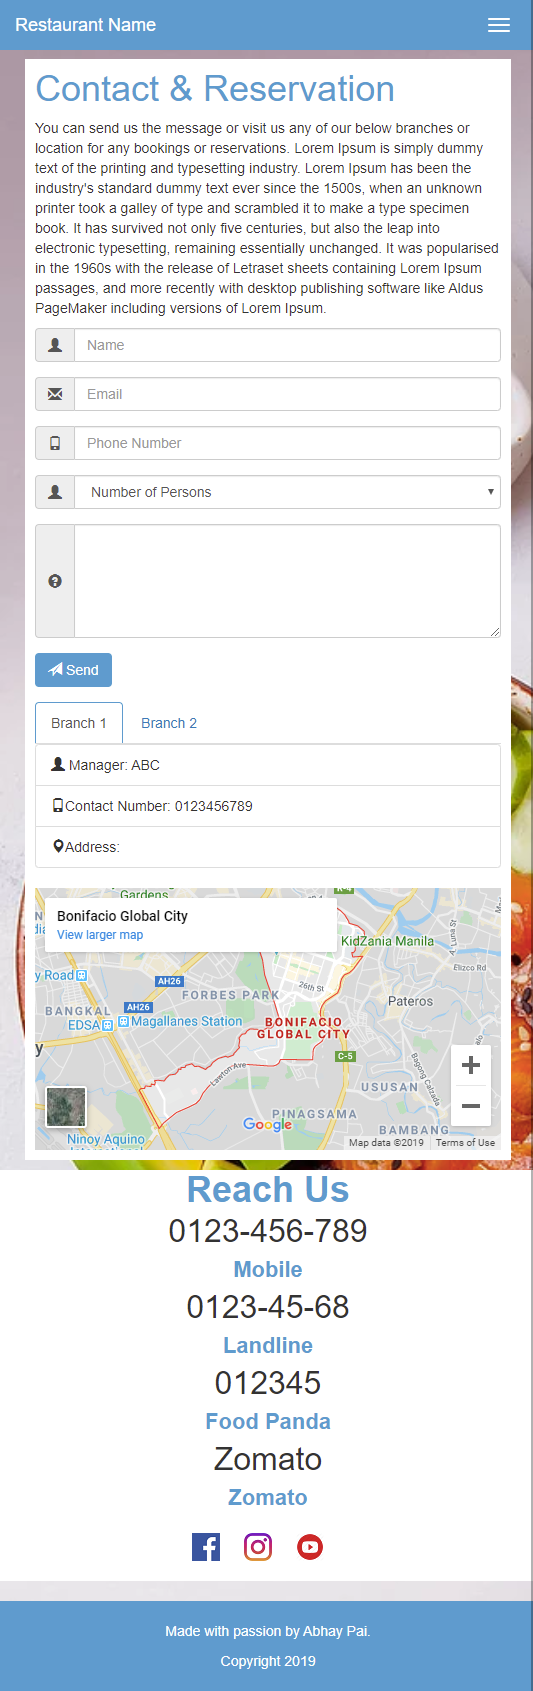 Restaurant Name
Contact & Reservation
You can send us the message or visit us any of our below branches or
location for any bookings or reservations. Lorem Ipsum is simply dummy
text of the printing and typesetting industry. Lorem Ipsum has been the
industry's standard dummy text ever since the 1500s, when an unknown
printer took a galley of type and scrambled it to make a type specimen
book. It has survived not only five centuries, but also the leap into
electronic typesetting, remaining essentially unchanged. It was popularised
in the 1960s with the release of Letraset sheets containing Lorem Ipsum
passages, and more recently with desktop publishing software like Aldus
PageMaker including versions of Lorem Ipsum.
Name
Email
Phone Number
Number of Persons
Send
Branch 1 Branch 2
Manager: ABC
Contact Number: 0123456789
Address:
Gardens
R-4
Bonifacio Global City
View larger map
KidZania Manila
J. Luna St
Elizco Rd
y Road
AH26
26th St
FORBES PARK
Pateros
AH26
BANGKAL
EDSA
Magallanes Station
BONIFACIO
GLOBAL CITY
C-5
y
Lawton Ave
Bagong Calzada
USUSAN
PINAGSAMA
Google
BAMBANG
Ninoy Aquino
International
Map data ©2019 Terms of Use
Reach Us
0123-456-789
Mobile
0123-45-68
Landline
012345
Food Panda
Zomato
Zomato
Made with passion by Abhay Pai.
Copyright 2019